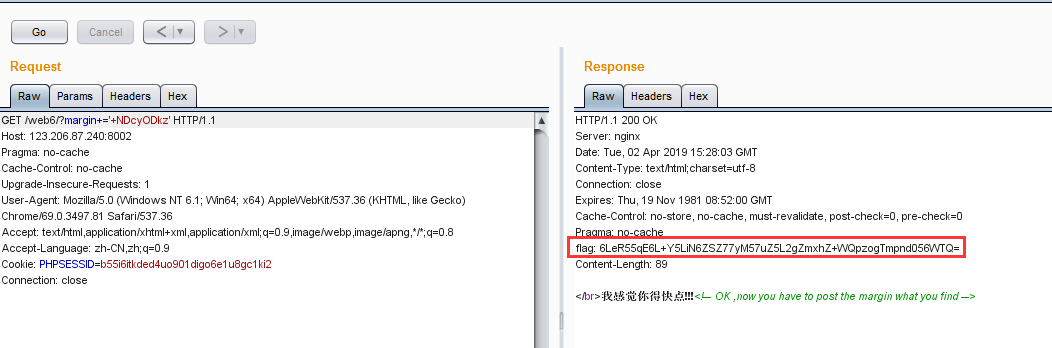 Go
Cancel
<
>
Request
Response
Raw Params Headers Hex
Raw Headers Hex
GET /web6/?margin+='+NDcyODkz' HTTP/1.1
Host: 123.206.87.240:8002
Pragma: no-cache
Cache-Control: no-cache
Upgrade-Insecure-Requests: 1
User-Agent: Mozilla/5.0 (Windows NT 6.1; Win64; x64) AppleWebKit/537.36 (KHTML, like Gecko)
Chrome/69.0.3497.81 Safari/537.36
Accept: text/html,application/xhtml+xml,application/xml;q=0.9,image/webp,image/apng,*/*;q=0.8
Accept-Language: zh-CN,zh;q=0.9
Cookie: PHPSESSID=b55i6itkded4uo901digo6e1u8gc1ki2
Connection: close
HTTP/1.1 200 OK
Server: nginx
Date: Tue, 02 Apr 2019 15:28:03 GMT
Content-Type: text/html;charset=utf-8
Connection: close
Expires: Thu, 19 Nov 1981 08:52:00 GMT
Cache-Control: no-store, no-cache, must-revalidate, post-check=0, pre-check=0
Pragma: no-cache
flag: 6LeR55qE6L+Y5LiN6ZSZ77yM57uZ5L2gZmxhZ+WQpzogTmpnd056WTQ=
Content-Length: 89
</br>我感觉你得快点!!!<!-- OK ,now you have to post the margin what you find -->